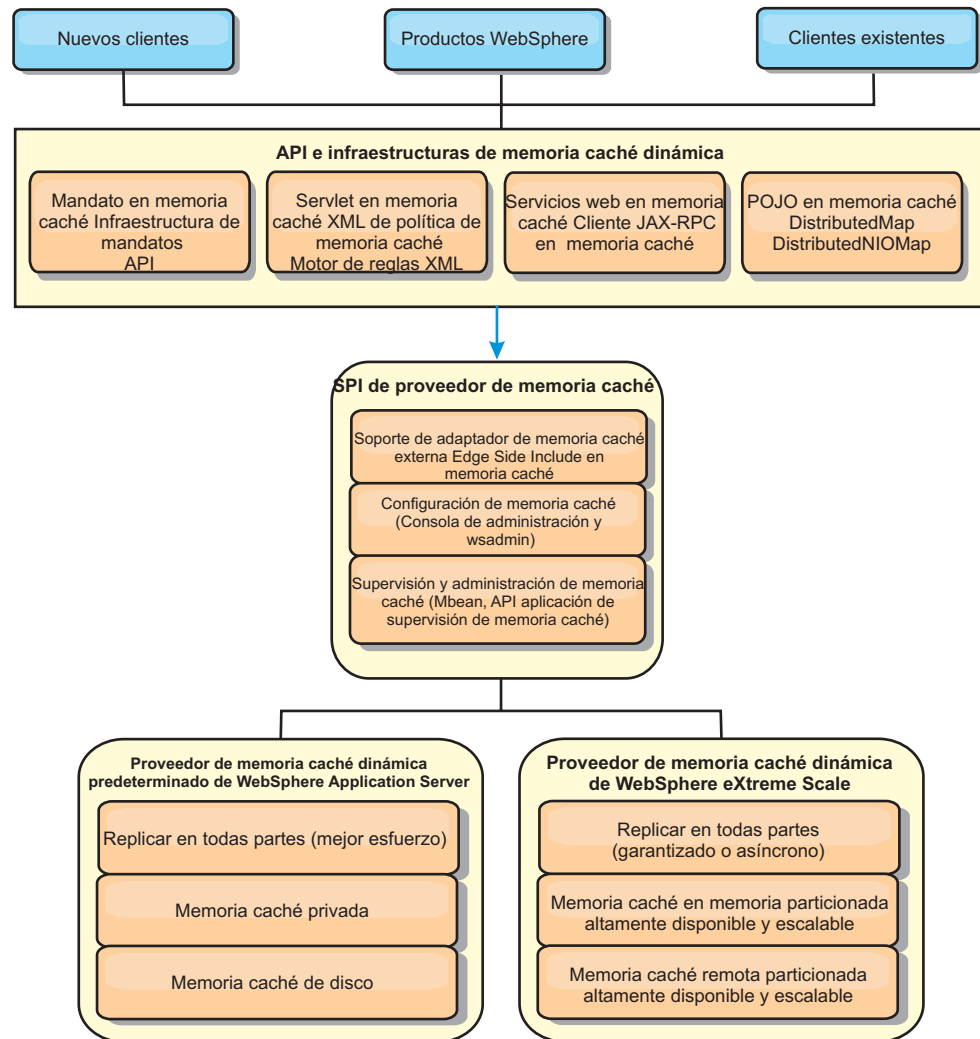 Nuevos clientes
Productos WebSphere
Clientes existentes
API e infraestructuras de memoria caché dinámica
Mandato en memoria
caché Infraestructura de
mandatos
API
Servlet en memoria
caché XML de política de
memoria caché
Motor de reglas XML
Servicios web en memoria
caché Cliente JAX-RPC
en memoria caché
POJO en memoria caché
DistributedMap
DistributedNIOMap
SPI de proveedor de memoria caché
Soporte de adaptador de memoria caché
externa Edge Side Include en
memoria caché
Configuración de memoria caché
(Consola de administración y
wsadmin)
Supervisión y administración de memoria
caché (Mbean, API aplicación de
supervisión de memoria caché)
Proveedor de memoria caché dinámica
predeterminado de WebSphere Application Server
Replicar en todas partes (mejor esfuerzo)
Memoria caché privada
Memoria caché de disco
Proveedor de memoria caché dinámica
de WebSphere eXtreme Scale
Replicar en todas partes
(garantizado o asíncrono)
Memoria caché en memoria particionada
altamente disponible y escalable
Memoria caché remota particionada
altamente disponible y escalable